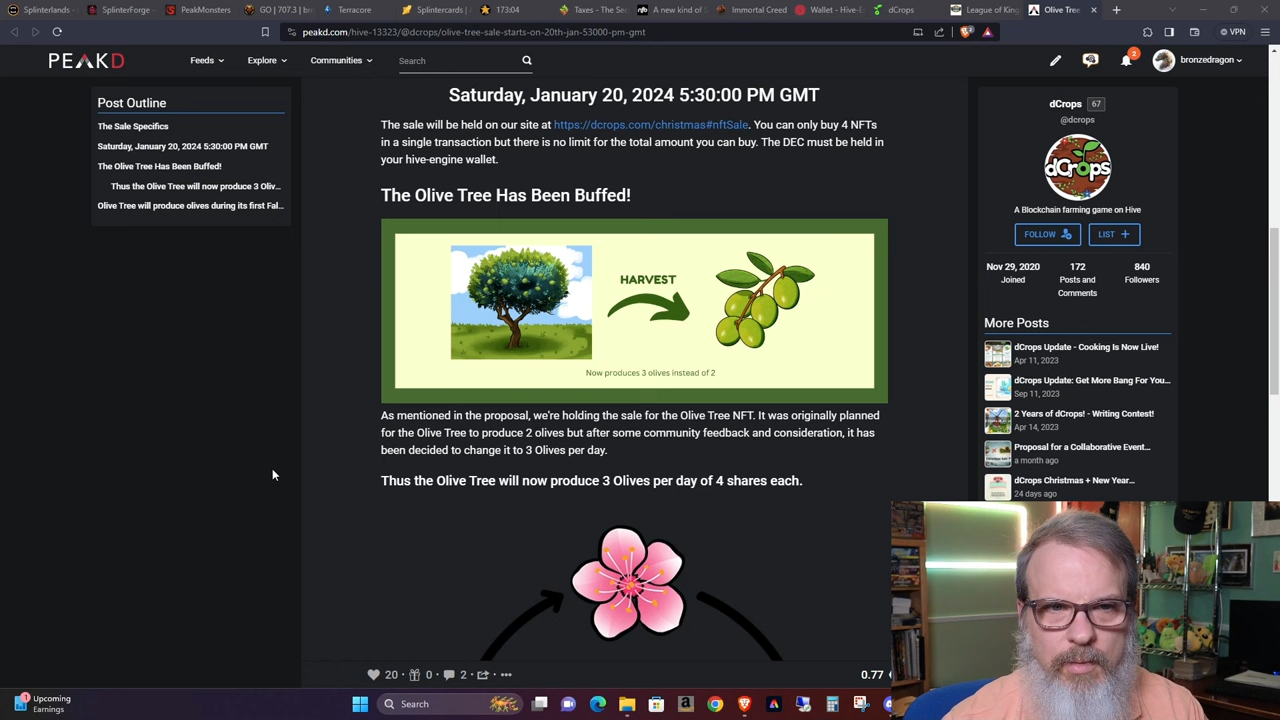 Splinterlands
SplinterForge
PeakMonsters
GO | 707.3 | bro
Terracore
Splintercards |
173:04
Taxes - The Sec
A new kind of S
Immortal Creed
Wallet - Hive-E
dCrops
League of King
Olive Tree
peakd.com/hive-13323/@dcrops/olive-tree-sale-starts-on-20th-jan-53000-pm-gmt
VPN
PEAKD
Feeds
Explore
Communities
Search
2
bronzedragon
Post Outline
The Sale Specifics
Saturday, January 20, 2024 5:30:00 PM GMT
The Olive Tree Has Been Buffed!
Thus the Olive Tree will now produce 3 Oliv...
Olive Tree will produce olives during its first Fal...
Saturday, January 20, 2024 5:30:00 PM GMT
The sale will be held on our site at https://dcrops.com/christmas#nftSale. You can only buy 4 NFTs
in a single transaction but there is no limit for the total amount you can buy. The DEC must be held in
your hive-engine wallet.
The Olive Tree Has Been Buffed!
HARVEST
Now produces 3 olives instead of 2
As mentioned in the proposal, we're holding the sale for the Olive Tree NFT. It was originally planned
for the Olive Tree to produce 2 olives but after some community feedback and consideration, it has
been decided to change it to 3 Olives per day.
Thus the Olive Tree will now produce 3 Olives per day of 4 shares each.
20
0
2
0.77
dCrops 67
@dcrops
dCrops
A Blockchain farming game on Hive
FOLLOW
LIST
Nov 29, 2020
Joined
172
Posts and
Comments
840
Followers
More Posts
dCrops Update - Cooking Is Now Live!
Apr 11, 2023
dCrops Update: Get More Bang For You...
Sep 11, 2023
2 Years of dCrops! - Writing Contest!
Apr 14, 2023
Proposal for a Collaborative Event...
a month ago
dCrops Christmas + New Year...
24 days ago
1
Upcoming
Earnings
Search